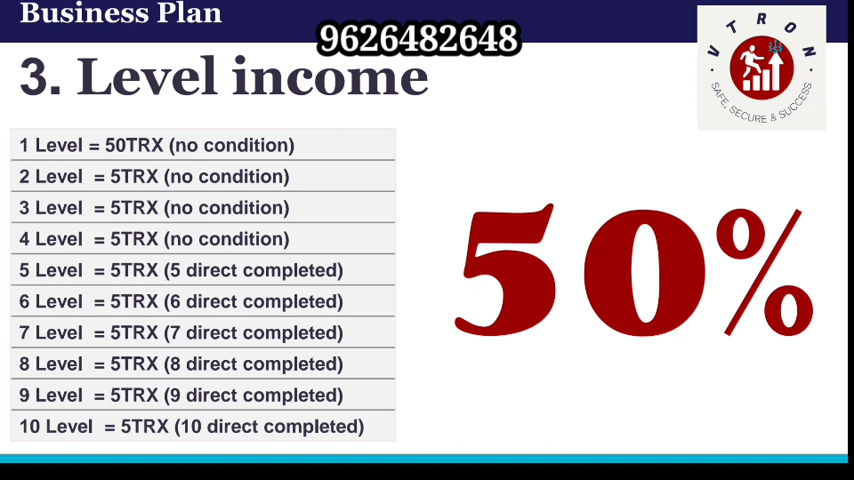 Business Plan
9626482648
3. Level income
VTRON
SAFE, SECURE & SUCCESS
1 Level = 50TRX (no condition)
2 Level = 5TRX (no condition)
3 Level = 5TRX (no condition)
4 Level = 5TRX (no condition)
5 Level = 5TRX (5 direct completed)
6 Level = 5TRX (6 direct completed)
7 Level = 5TRX (7 direct completed)
8 Level = 5TRX (8 direct completed)
9 Level = 5TRX (9 direct completed)
10 Level = 5TRX (10 direct completed)
50%